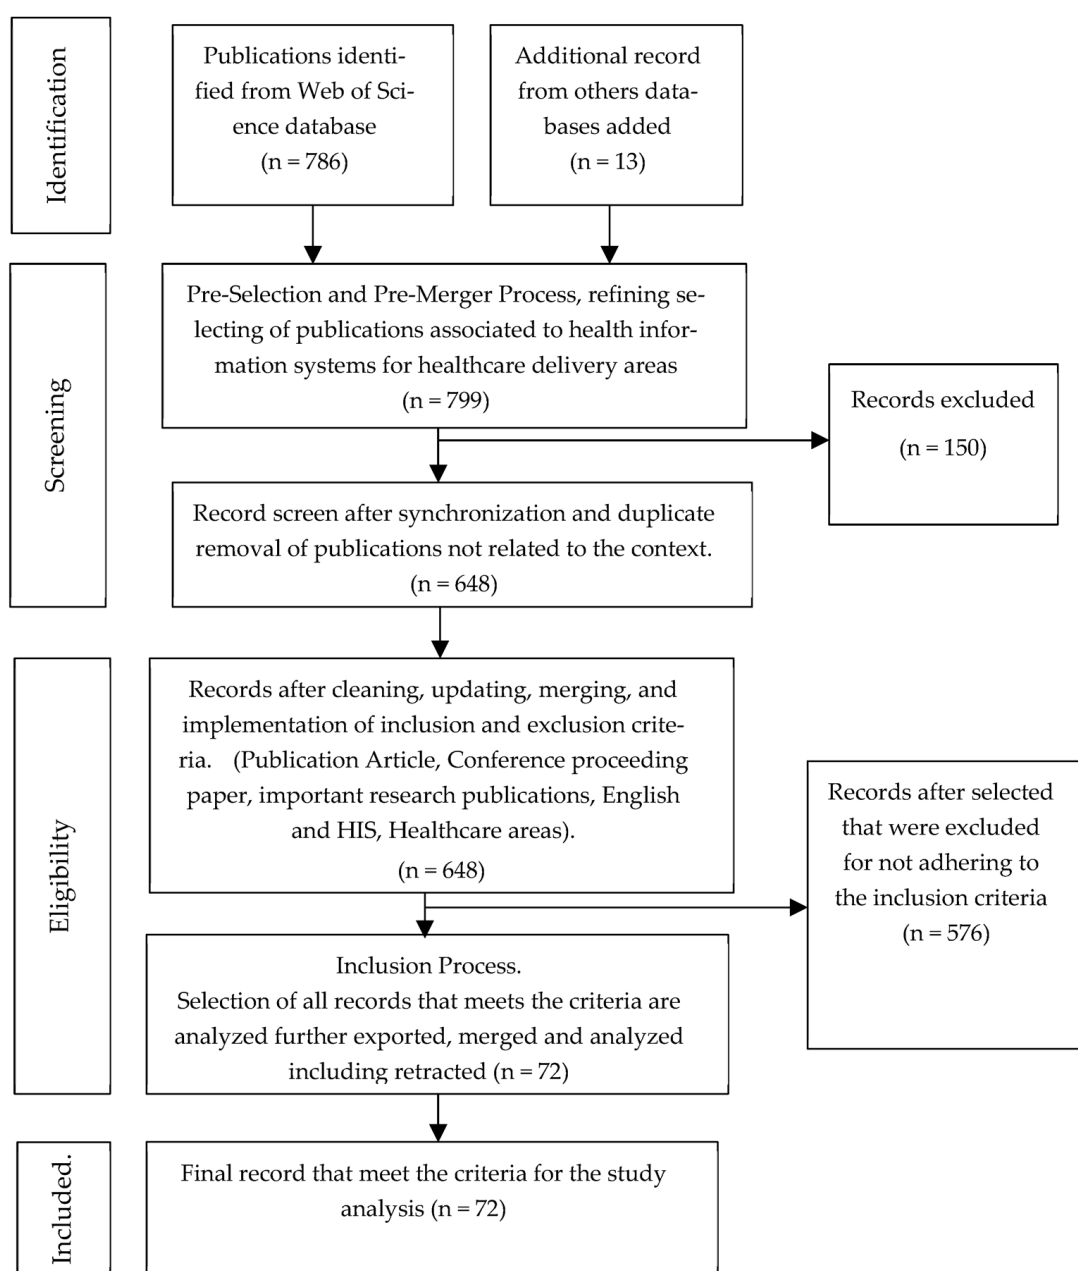 Identification
Publications identi-
fied from Web of Sci-
ence database
(n = 786)
Additional record
from others data-
bases added
(n = 13)
Screening
Pre-Selection and Pre-Merger Process, refining se-
lecting of publications associated to health infor-
mation systems for healthcare delivery areas
(n = 799)
Records excluded
(n = 150)
Record screen after synchronization and duplicate
removal of publications not related to the context.
(n = 648)
Eligibility
Records after cleaning, updating, merging, and
implementation of inclusion and exclusion crite-
ria. (Publication Article, Conference proceeding
paper, important research publications, English
and HIS, Healthcare areas).
(n = 648)
Records after selected
that were excluded
for not adhering to
the inclusion criteria
(n = 576)
Inclusion Process.
Selection of all records that meets the criteria are
analyzed further exported, merged and analyzed
including retracted (n = 72)
Included.
Final record that meet the criteria for the study
analysis (n = 72)